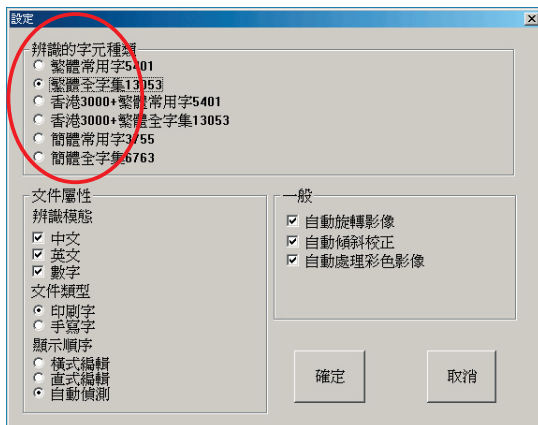 設定
辨識的字元種類
繁體常用字5401
繁體全字集13053
香港3000+繁體常用字5401
香港3000+繁體全字集13053
簡體常用字3755
簡體全字集6763
文件屬性
辨識模態
中文
英文
數字
文件類型
印刷字
手寫字
顯示順序
橫式編輯
直式編輯
自動偵測
一般
自動旋轉影像
自動傾斜校正
自動處理彩色影像
確定
取消